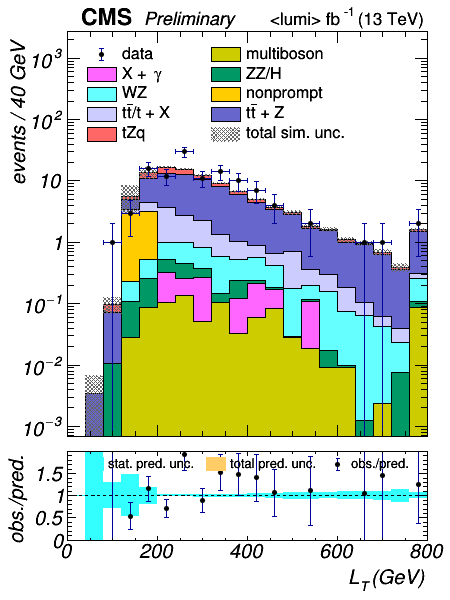 CMS Preliminary <lumi> fb⁻¹ (13 TeV)
data
X + γ
WZ
tt̄/t + X
tZq
multiboson
ZZ/H
nonprompt
tt̄ + Z
total sim. unc.
events / 40 GeV
10³
10²
10
1
10⁻¹
10⁻²
10⁻³
stat. pred. unc. total pred. unc. obs./pred.
obs./pred.
1.5
1
0.5
0
0 200 400 600 800
L_T(GeV)